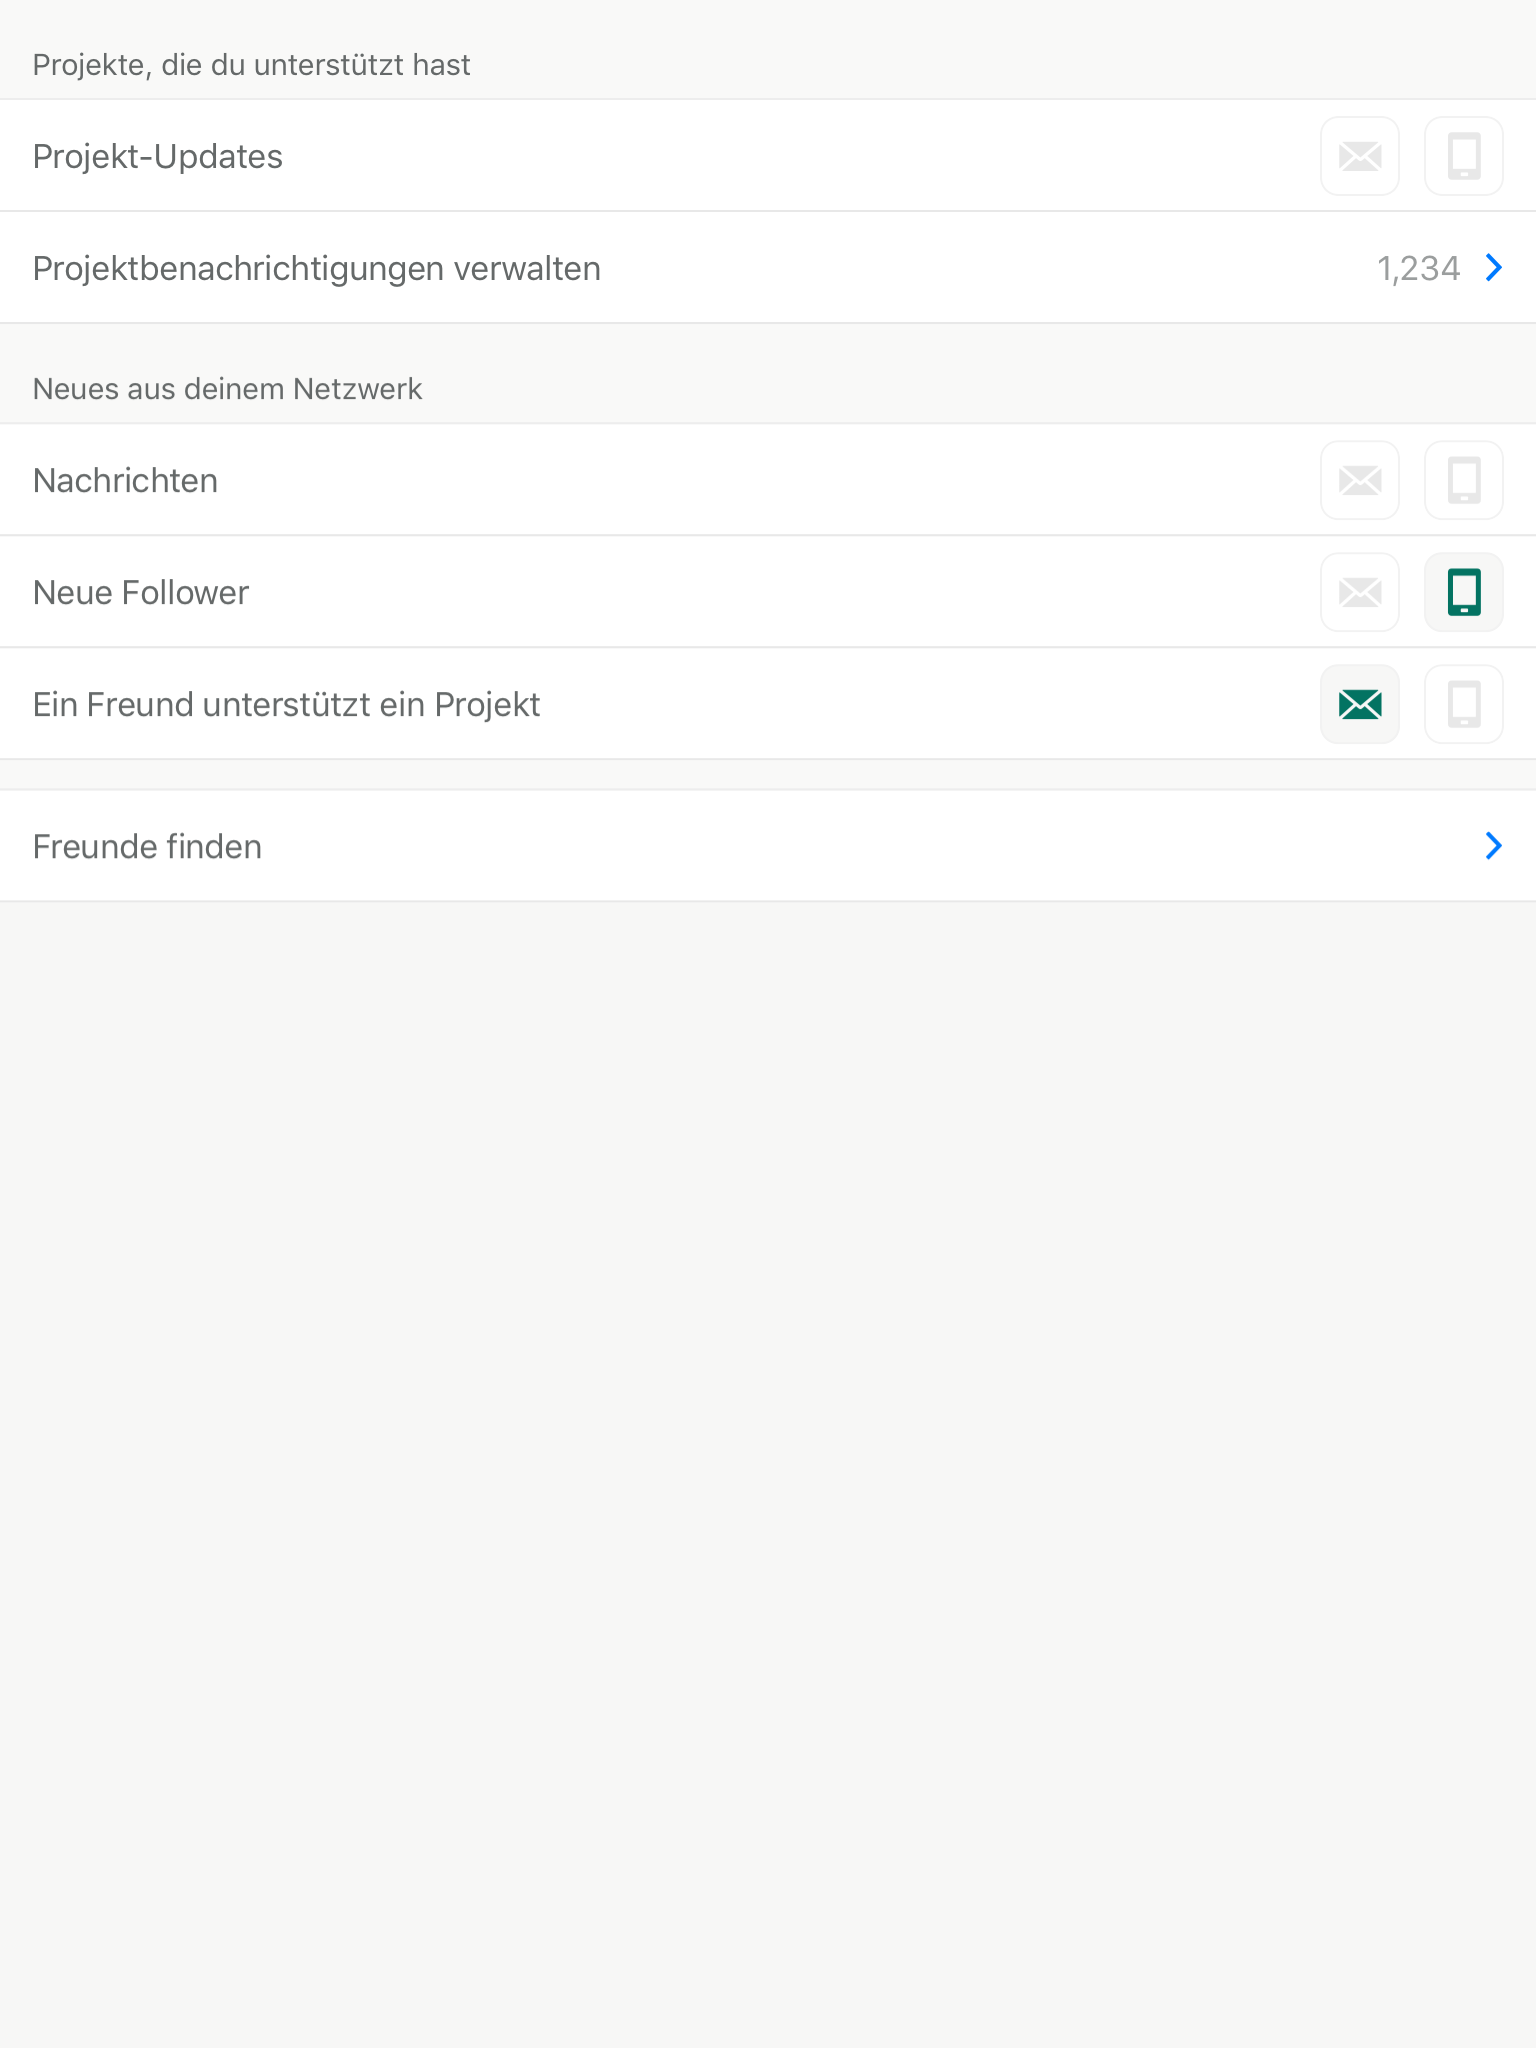 Projekte, die du unterstützt hast
Projekt-Updates
Projektbenachrichtigungen verwalten 1,234
Neues aus deinem Netzwerk
Nachrichten
Neue Follower
Ein Freund unterstützt ein Projekt
Freunde finden